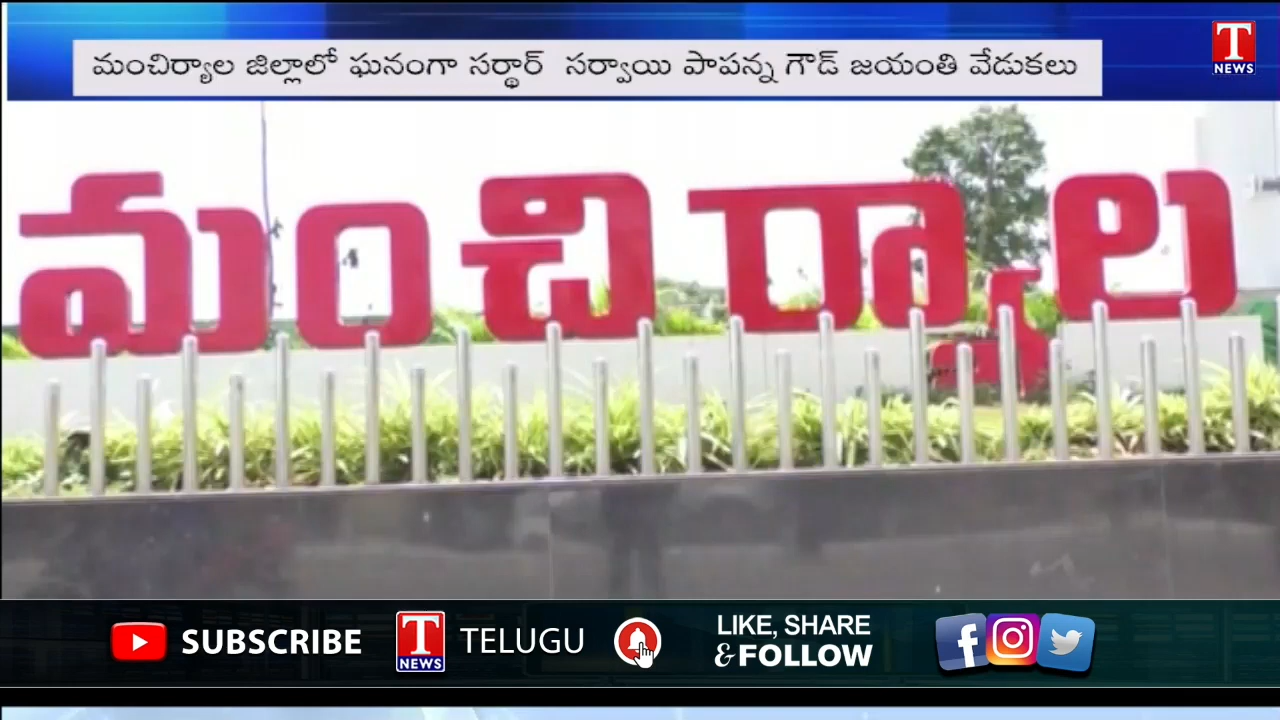 మంచిర్యాల జిల్లాలో ఘనంగా సర్థార్ సర్వాయి పాపన్న గౌడ్ జయంతి వేడుకలు
T NEWS
మంచిర్యాల
SUBSCRIBE
T NEWS
TELUGU
LIKE, SHARE
& FOLLOW